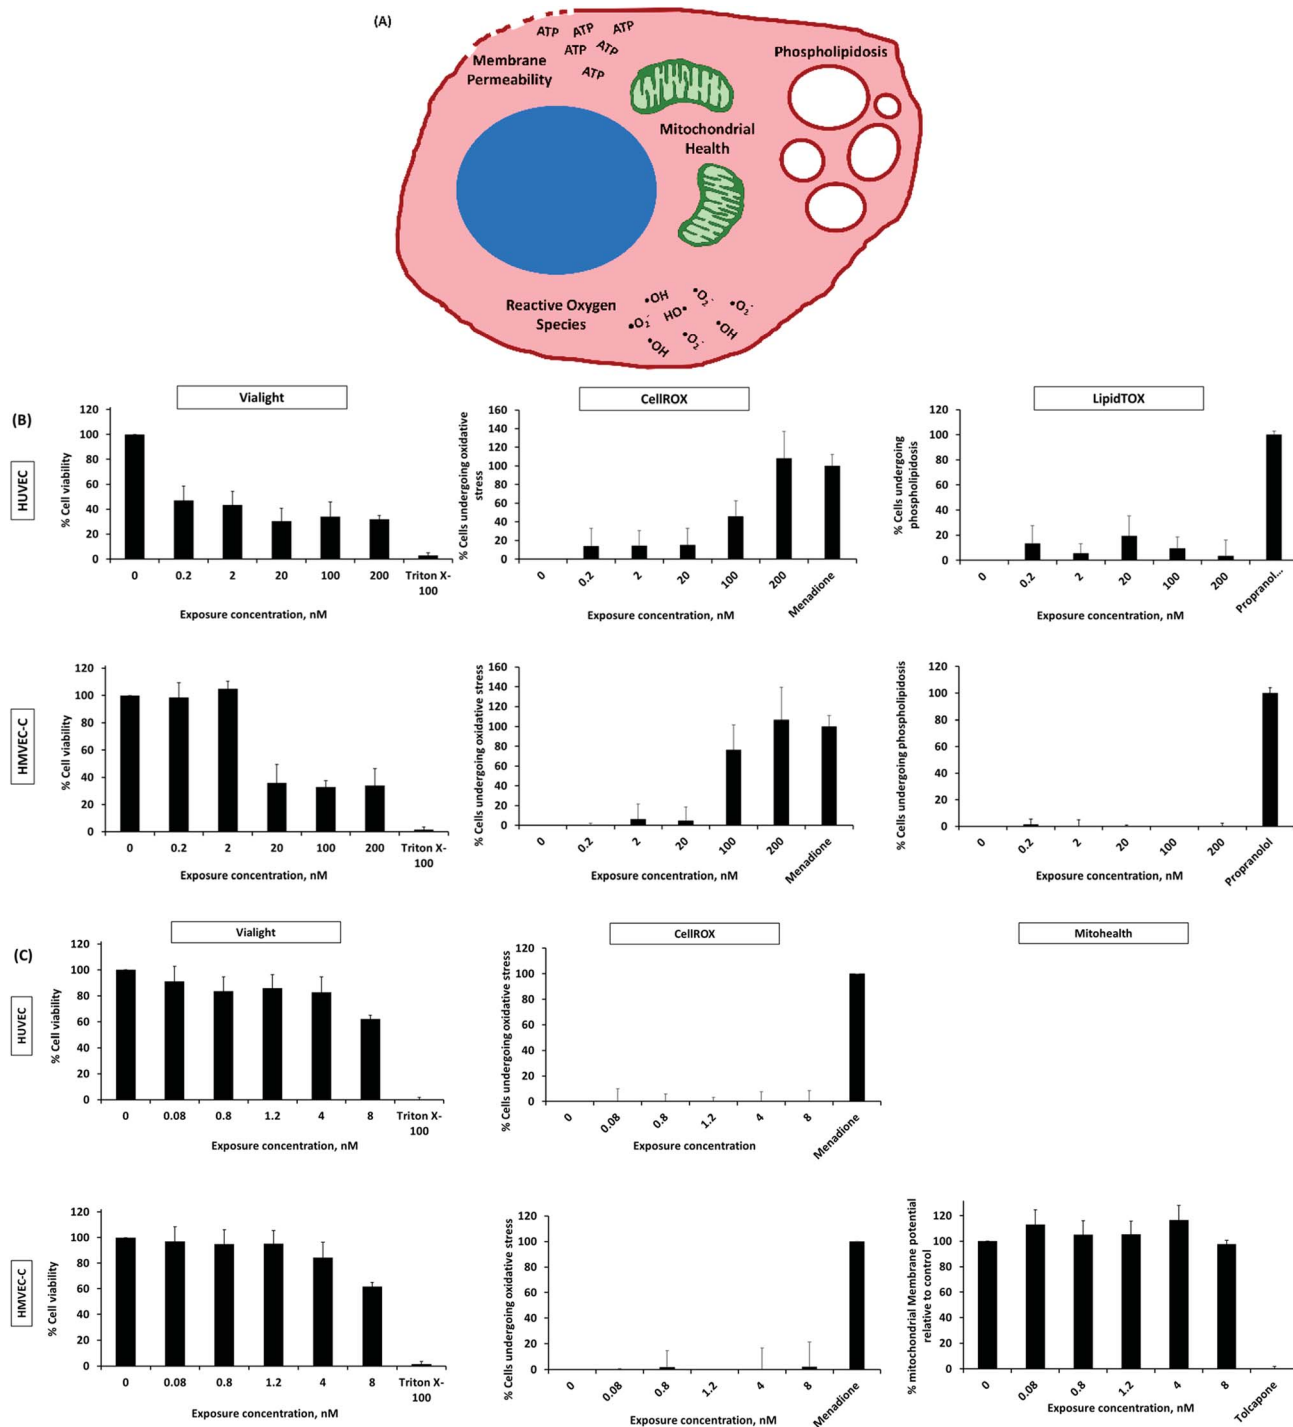 (A)
ATP ATP ATP
ATP ATP
ATP
Membrane
Permeability
Phospholipidosis
Mitochondrial
Health
Reactive Oxygen
Species
•OH •O₂⁻ •O₂⁻
•O₂⁻ HO• •OH
•OH •O₂⁻
(B)
HUVEC
Vialight
% Cell viability
120
100
80
60
40
20
0
0 0.2 2 20 100 200 Triton X-
100
Exposure concentration, nM
CellROX
% Cells undergoing oxidative
stress
160
140
120
100
80
60
40
20
0
0 0.2 2 20 100 200 Menadione
Exposure concentration, nM
LipidTOX
% Cells undergoing
phospholipidosis
120
100
80
60
40
20
0
0 0.2 2 20 100 200 Propranol...
Exposure concentration, nM
HMVEC-C
% Cell viability
120
100
80
60
40
20
0
0 0.2 2 20 100 200 Triton X-
100
Exposure concentration, nM
% Cells undergoing oxidative stress
160
140
120
100
80
60
40
20
0
0 0.2 2 20 100 200 Menadione
Exposure concentration, nM
% Cells undergoing phospholipidosis
120
100
80
60
40
20
0
0 0.2 2 20 100 200 Propranolol
Exposure concentration, nM
(C)
HUVEC
Vialight
% Cell viability
120
100
80
60
40
20
0
0 0.08 0.8 1.2 4 8 Triton X-
100
Exposure concentration, nM
CellROX
% Cells undergoing oxidative stress
120
100
80
60
40
20
0
0 0.08 0.8 1.2 4 8 Menadione
Exposure concentration
Mitohealth
HMVEC-C
% Cell viability
120
100
80
60
40
20
0
0 0.08 0.8 1.2 4 8 Triton X-
100
Exposure concentration, nM
% Cells undergoing oxidative stress
120
100
80
60
40
20
0
0 0.08 0.8 1.2 4 8 Menadione
Exposure concentration, nM
% mitochondrial Membrane potential
relative to control
120
100
80
60
40
20
0
0 0.08 0.8 1.2 4 8 Tolcapone
Exposure concentration, nM